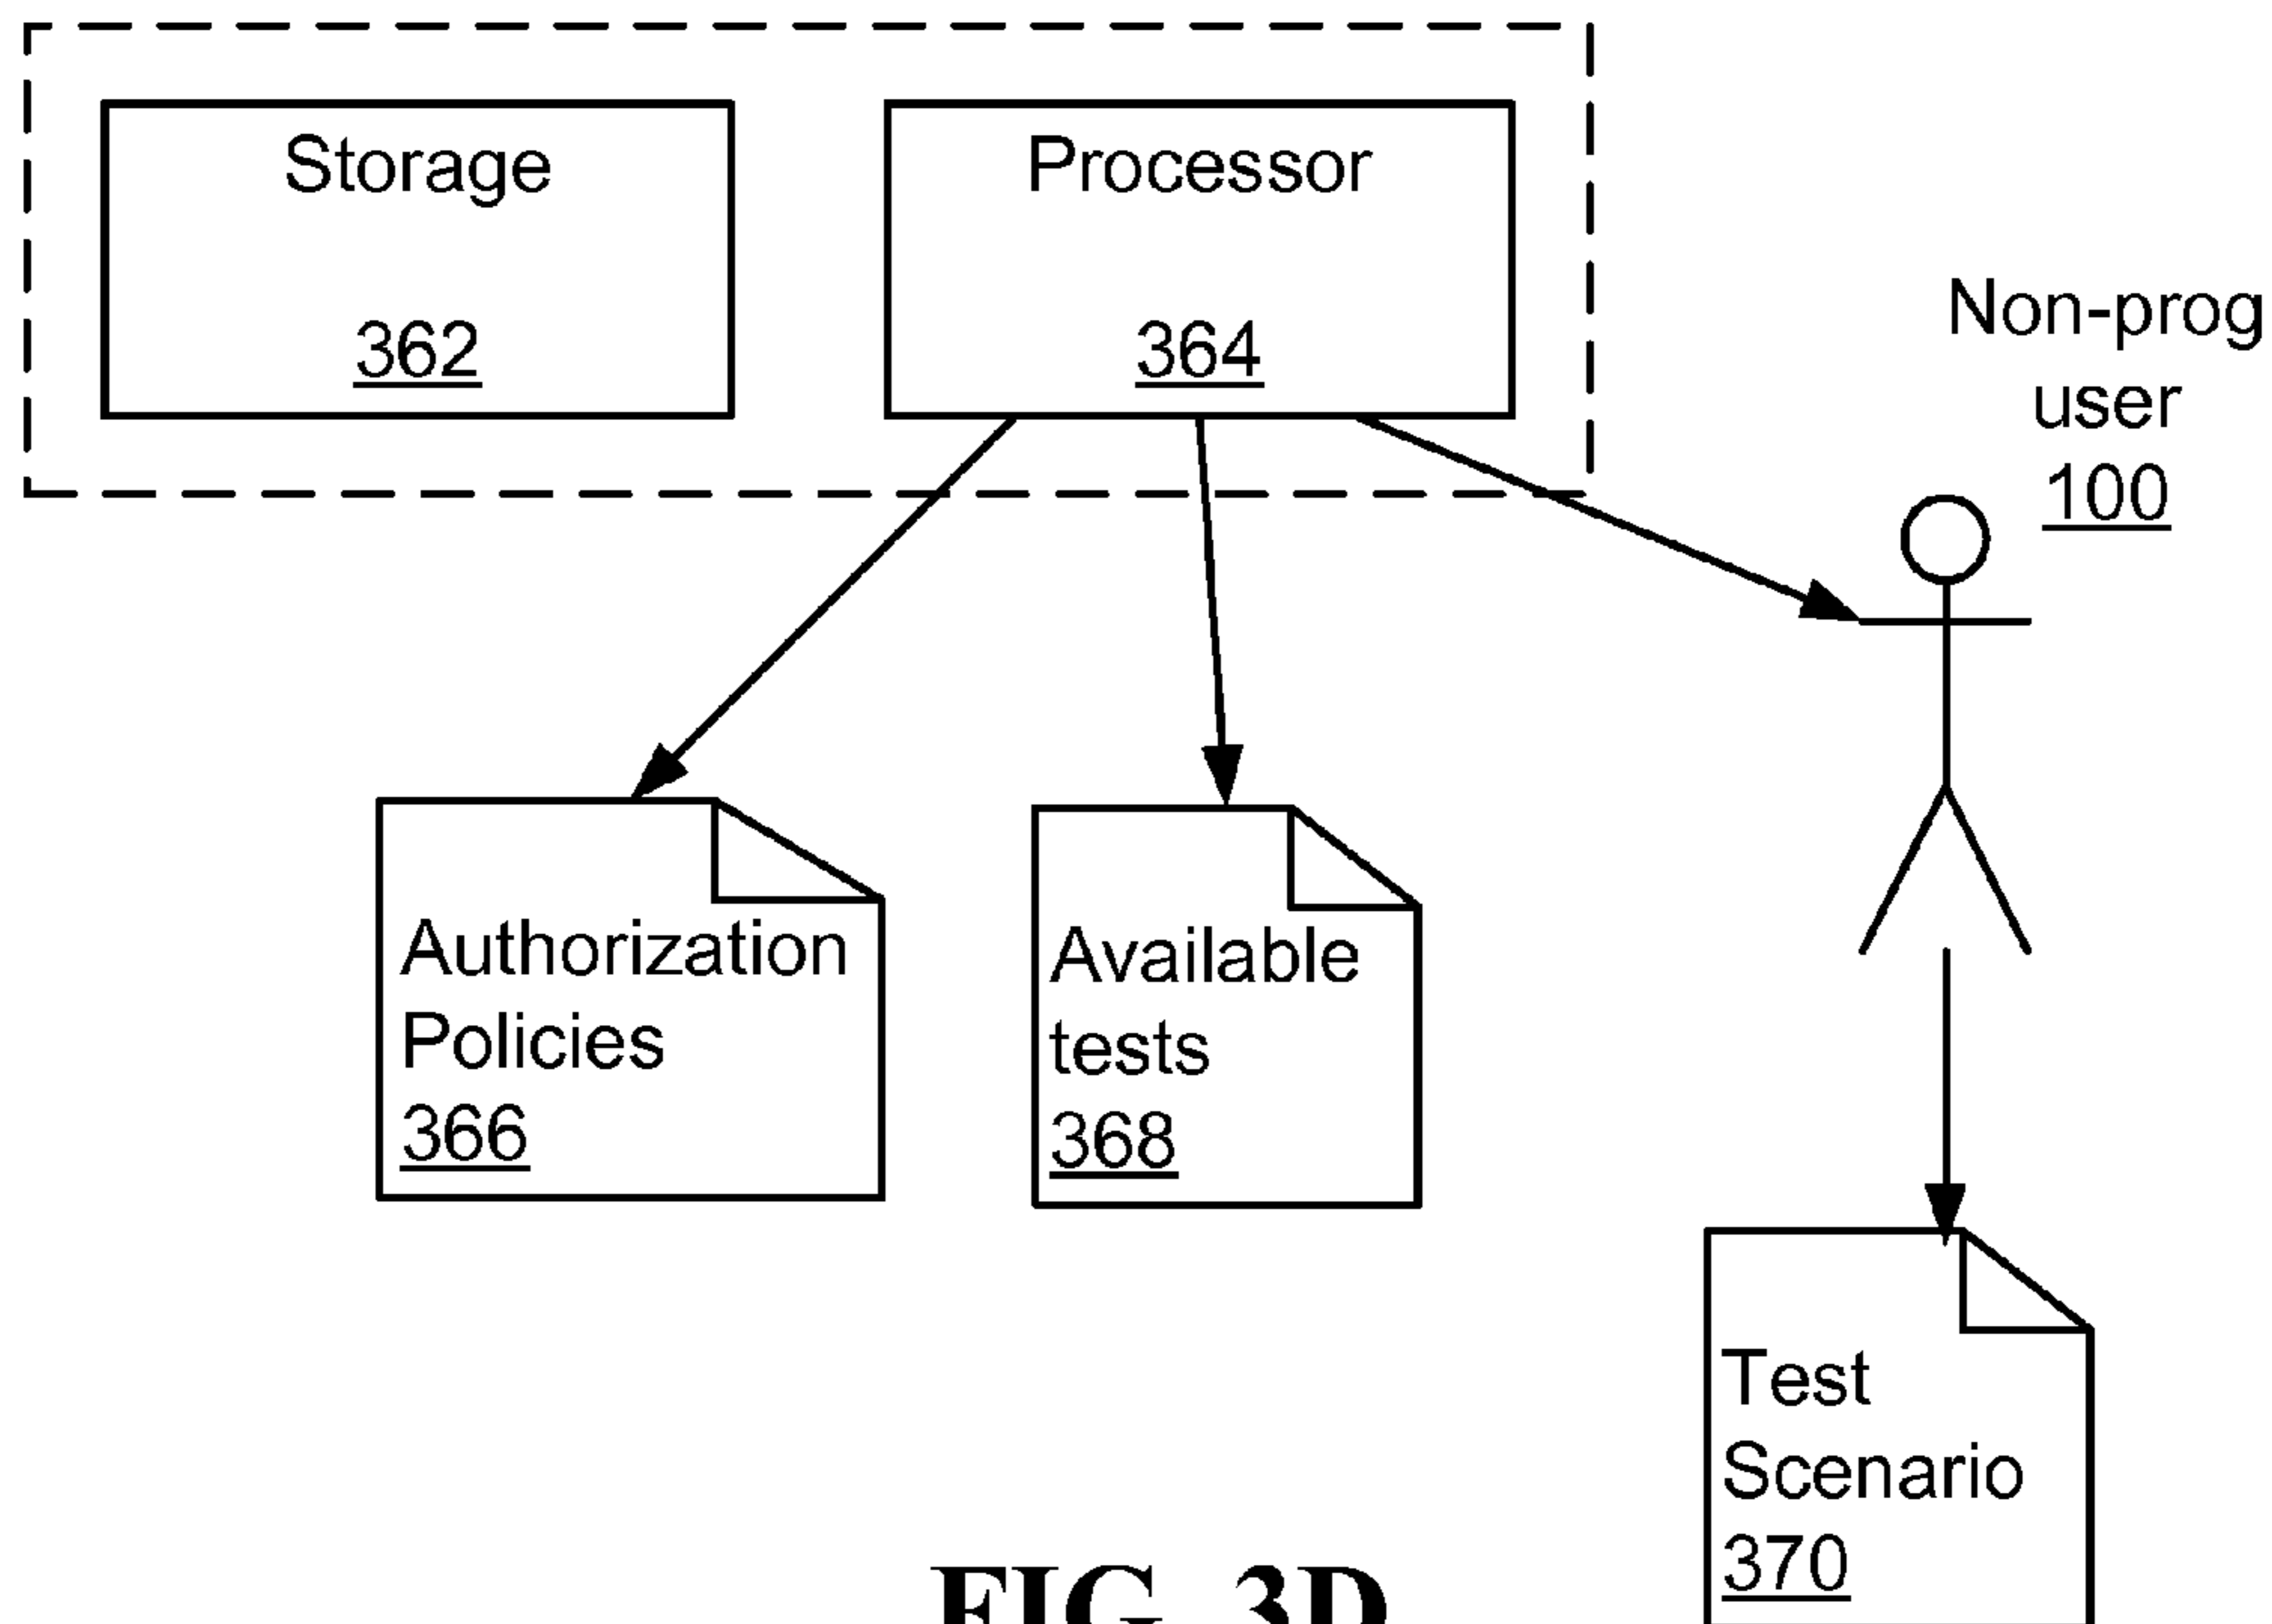 Storage
362
Processor
364
Non-prog
user
100
Authorization
Policies
366
Available
tests
368
Test
Scenario
370
FIG. 3D